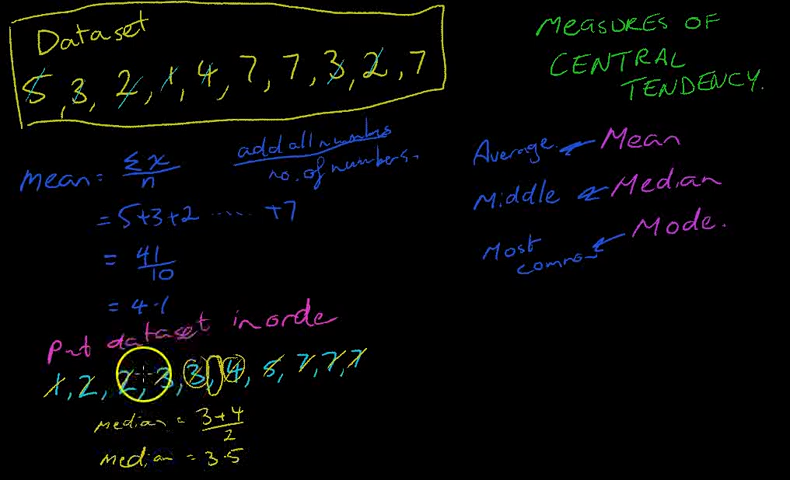 Dataset
5, 3, 2, 1, 4, 7, 7, 3, 2, 7
MEASURES OF
CENTRAL
TENDENCY.
mean = Σx / n
add all numbers
no. of numbers.
= 5+3+2 ...... +7
= 41 / 10
= 4.1
Average Mean
Middle Median
Most common Mode.
Put dataset in orde
1, 2, 2, 3, 3, 4, 5, 7, 7, 7
median = 3+4 / 2
median = 3.5